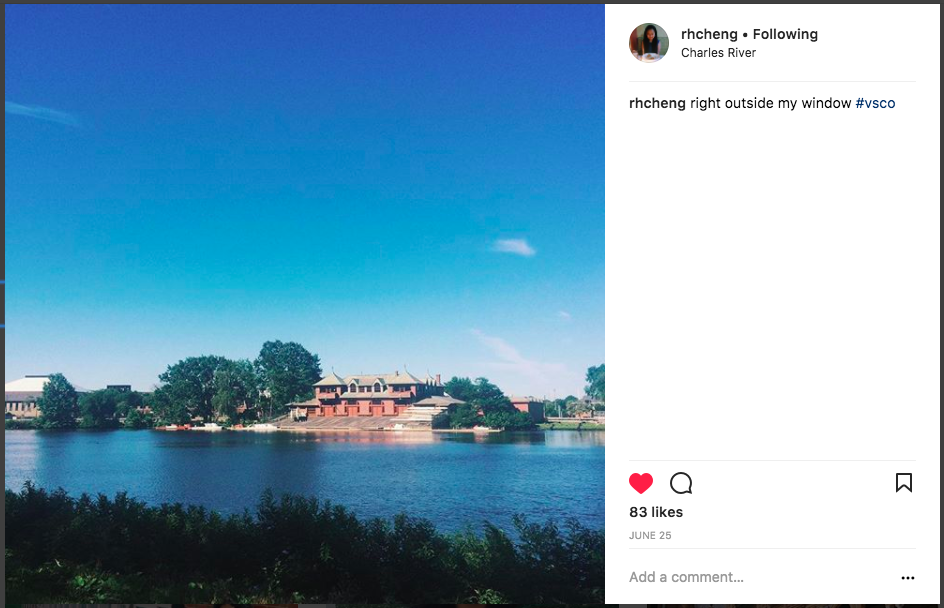 rhcheng • Following
Charles River
rhcheng right outside my window #vsco
83 likes
JUNE 25
Add a comment...